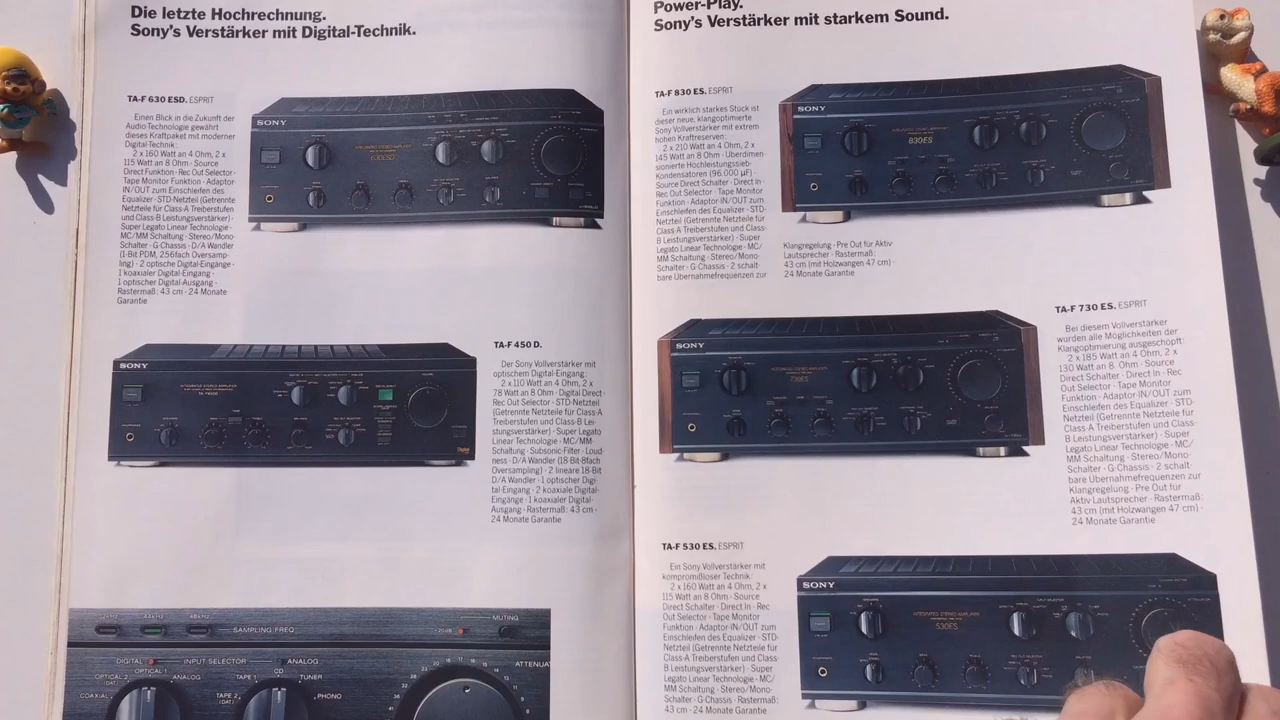 Die letzte Hochrechnung.
Sony's Verstärker mit Digital-Technik.
TA-F 630 ESD. ESPRIT
Einen Blick in die Zukunft der
Audio-Technologie gewährt
dieses Kraftpaket mit moderner
Digital-Technik:
2 x 160 Watt an 4 Ohm, 2 x
115 Watt an 8 Ohm · Source
Direct Funktion · Rec Out Selector ·
Tape Monitor Funktion · Adaptor
IN/OUT zum Einschleifen des
Equalizer · STD-Netzteil (Getrennte
Netzteile für Class-A Treiberstufen
und Class-B Leistungsverstärker) ·
Super Legato Linear Technologie ·
MC/MM Schaltung · Stereo/Mono-
Schalter · G-Chassis · D/A Wandler
(1-Bit PDM, 256fach Oversamp-
ling) · 2 optische Digital-Eingänge ·
1 koaxialer Digital-Eingang ·
1 optischer Digital-Ausgang ·
Rastermaß: 43 cm · 24 Monate
Garantie
SONY
630ESD
TA-F 450 D.
Der Sony Vollverstärker mit
optischem Digital-Eingang:
2 x 110 Watt an 4 Ohm, 2 x
78 Watt an 8 Ohm · Digital Direct ·
Rec Out Selector · STD-Netzteil
(Getrennte Netzteile für Class-A
Treiberstufen und Class-B Lei-
stungsverstärker) · Super Legato
Linear Technologie · MC/MM-
Schaltung · Subsonic-Filter · Loud-
ness · D/A Wandler (18-Bit-8fach
Oversampling) · 2 lineare 18-Bit
D/A Wandler · 1 optischer Digi-
tal-Eingang · 2 koaxiale Digital-
Eingänge · 1 koaxialer Digital-
Ausgang · Rastermaß: 43 cm ·
24 Monate Garantie
SONY
INTEGRATED STEREO AMPLIFIER
Digital
44kHz
48kHz
SAMPLING FREQ
-20dB
MUTING
DIGITAL
INPUT SELECTOR
ANALOG
OPTICAL 1
OPTICAL 2
(DAT)
ANALOG
COAXIAL
CD
TAPE 1
TUNER
TAPE 2
(DAT)
PHONO
ATTENUAT
Power-Play.
Sony's Verstärker mit starkem Sound.
TA-F 830 ES. ESPRIT
Ein wirklich starkes Stück ist
dieser neue, klangoptimierte
Sony Vollverstärker mit extrem
hohen Kraftreserven:
2 x 210 Watt an 4 Ohm, 2 x
145 Watt an 8 Ohm · Überdimen-
sionierte Hochleistungssieb-
Kondensatoren (96.000 µF) ·
Source Direct Schalter · Direct In ·
Rec Out Selector · Tape Monitor
Funktion · Adaptor IN/OUT zum
Einschleifen des Equalizer · STD-
Netzteil (Getrennte Netzteile für
Class-A Treiberstufen und Class-
B Leistungsverstärker) · Super
Legato Linear Technologie · MC/
MM Schaltung · Stereo/Mono-
Schalter · G-Chassis · 2 schalt-
bare Übernahmefrequenzen zur
Klangregelung · Pre Out für Aktiv-
Lautsprecher · Rastermaß:
43 cm (mit Holzwangen 47 cm) ·
24 Monate Garantie
SONY
INTEGRATED STEREO AMPLIFIER
830ES
TA-F 730 ES. ESPRIT
Bei diesem Vollverstärker
wurden alle Möglichkeiten der
Klangoptimierung ausgeschöpft:
2 x 185 Watt an 4 Ohm, 2 x
130 Watt an 8 Ohm · Source
Direct Schalter · Direct In · Rec
Out Selector · Tape Monitor
Funktion · Adaptor-IN/OUT zum
Einschleifen des Equalizer · STD-
Netzteil (Getrennte Netzteile für
Class-A Treiberstufen und Class-
B Leistungsverstärker) · Super
Legato Linear Technologie · MC/
MM Schaltung · Stereo/Mono-
Schalter · G-Chassis · 2 schalt-
bare Übernahmefrequenzen zur
Klangregelung · Pre Out für
Aktiv-Lautsprecher · Rastermaß:
43 cm (mit Holzwangen 47 cm) ·
24 Monate Garantie
SONY
INTEGRATED STEREO AMPLIFIER
730ES
TA-F 530 ES. ESPRIT
Ein Sony Vollverstärker mit
kompromißloser Technik:
2 x 160 Watt an 4 Ohm, 2 x
115 Watt an 8 Ohm · Source
Direct Schalter · Direct In · Rec
Out Selector · Tape Monitor
Funktion · Adaptor-IN/OUT zum
Einschleifen des Equalizer · STD-
Netzteil (Getrennte Netzteile für
Class-A Treiberstufen und Class-
B Leistungsverstärker) · Super
Legato Linear Technologie · MC/
MM Schaltung · Stereo/Mono-
Schalter · G-Chassis · Rastermaß:
43 cm · 24 Monate Garantie
SONY
INTEGRATED STEREO AMPLIFIER
530ES